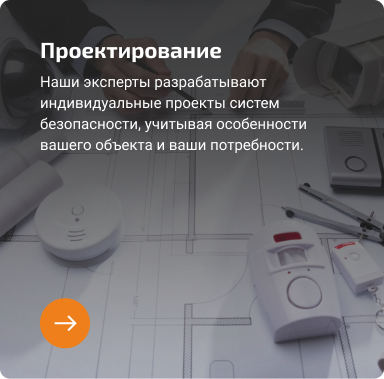 Проектирование
Наши эксперты разрабатывают
индивидуальные проекты систем
безопасности, учитывая особенности
вашего объекта и ваши потребности.